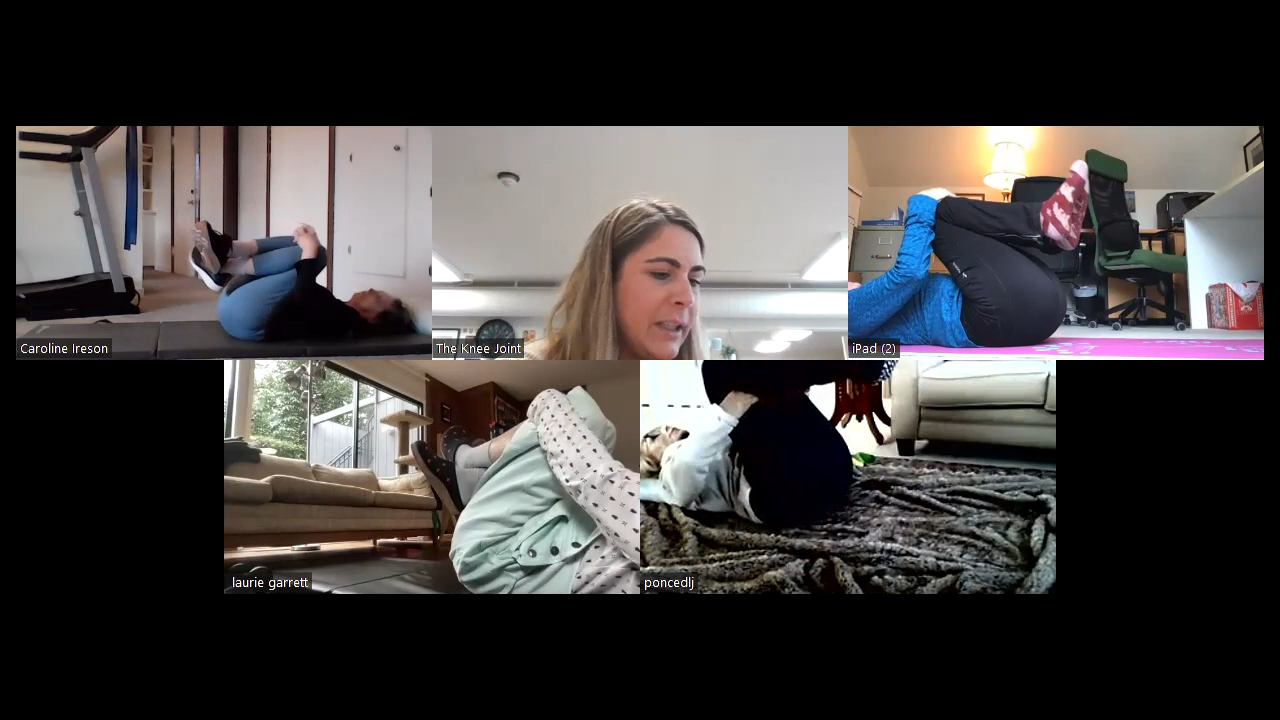 Caroline Ireson
The Knee Joint
iPad (2)
laurie garrett
poncedlj